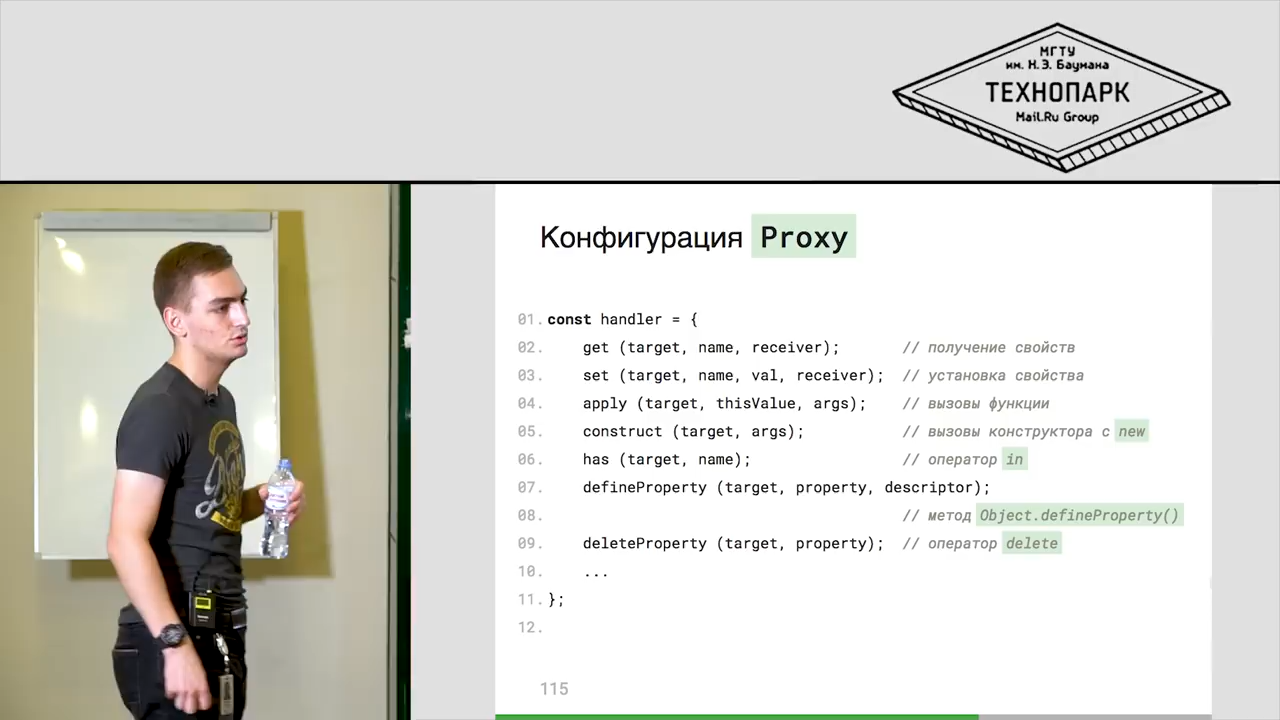 МГТУ
им. Н.Э. Баумана
ТЕХНОПАРК
Mail.Ru Group
Конфигурация Proxy
01. const handler = {
02. get (target, name, receiver); // получение свойств
03. set (target, name, val, receiver); // установка свойства
04. apply (target, thisValue, args); // вызовы функции
05. construct (target, args); // вызовы конструктора с new
06. has (target, name); // оператор in
07. defineProperty (target, property, descriptor);
08. // метод Object.defineProperty()
09. deleteProperty (target, property); // оператор delete
10. ...
11. };
12.
115